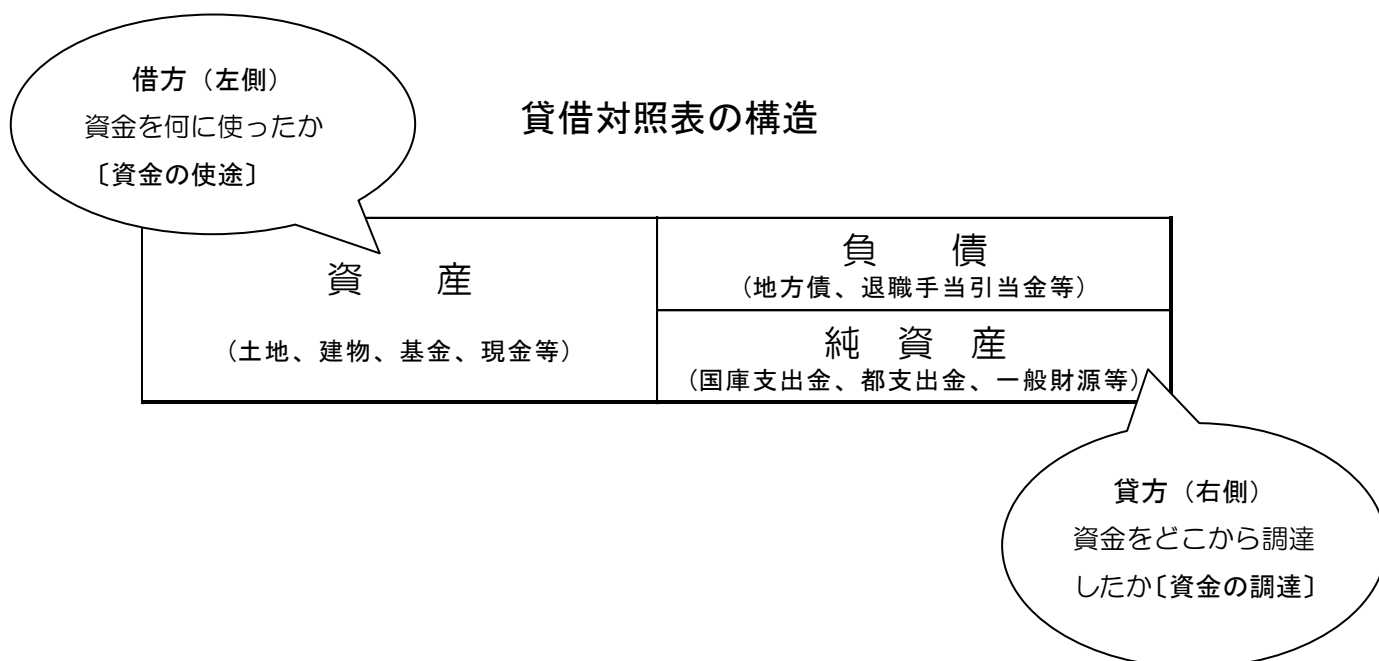 借方（左側）
資金を何に使ったか
〔資金の使途〕
貸借対照表の構造
資　産
（土地、建物、基金、現金等）
負　債
（地方債、退職手当引当金等）
純　資　産
（国庫支出金、都支出金、一般財源等）
貸方（右側）
資金をどこから調達
したか〔資金の調達〕